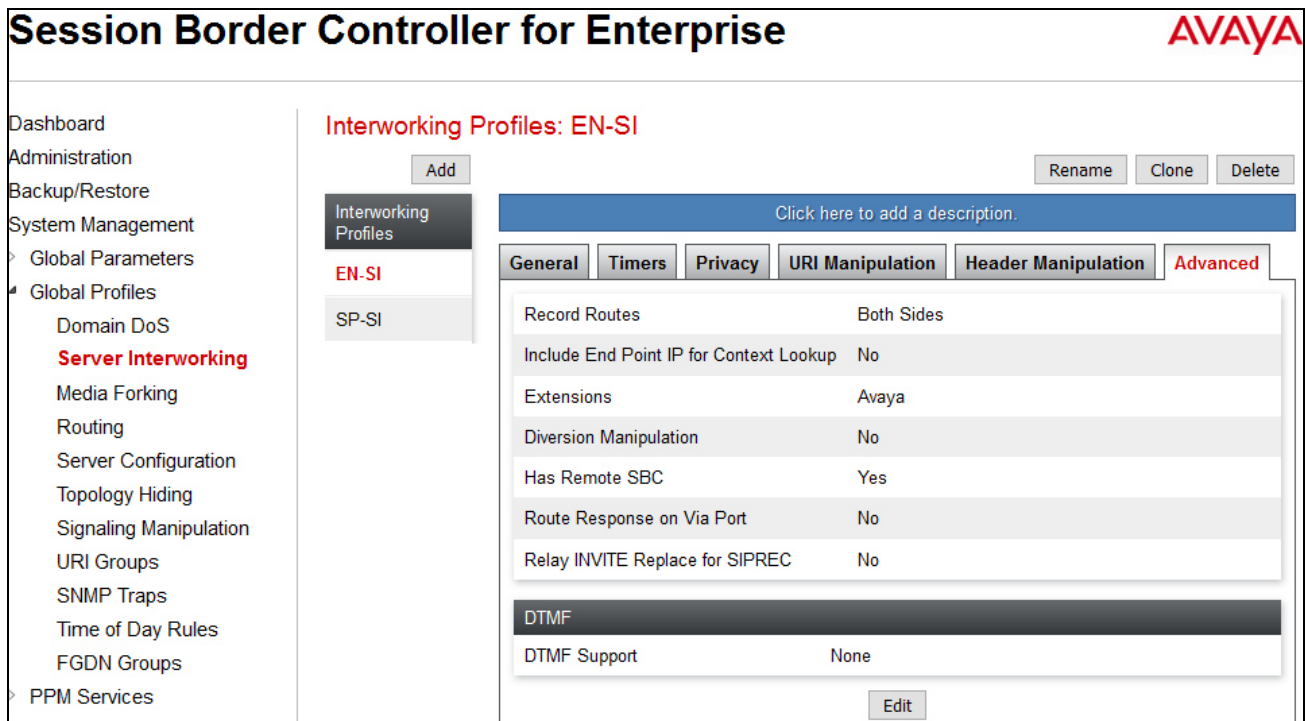 Session Border Controller for Enterprise
AVAYA
Dashboard
Administration
Backup/Restore
System Management
Global Parameters
Global Profiles
Domain DoS
Server Interworking
Media Forking
Routing
Server Configuration
Topology Hiding
Signaling Manipulation
URI Groups
SNMP Traps
Time of Day Rules
FGDN Groups
PPM Services
Interworking Profiles: EN-SI
Add
Rename Clone Delete
Interworking
Profiles
EN-SI
SP-SI
Click here to add a description.
General Timers Privacy URI Manipulation Header Manipulation Advanced
Record Routes Both Sides
Include End Point IP for Context Lookup No
Extensions Avaya
Diversion Manipulation No
Has Remote SBC Yes
Route Response on Via Port No
Relay INVITE Replace for SIPREC No
DTMF
DTMF Support None
Edit